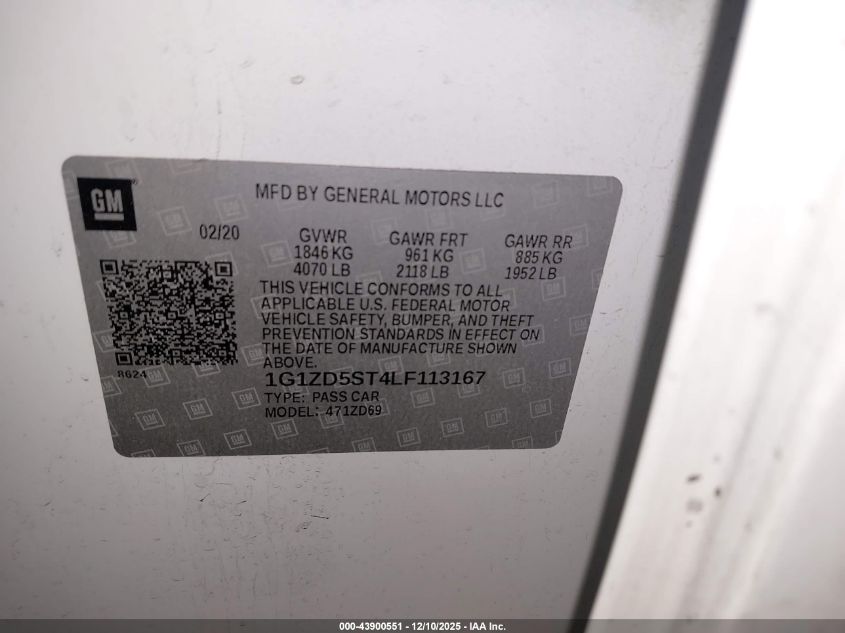 GM
MFD BY GENERAL MOTORS LLC
02/20
GVWR GAWR FRT GAWR RR
1846 KG 961 KG 885 KG
4070 LB 2118 LB 1952 LB
THIS VEHICLE CONFORMS TO ALL
APPLICABLE U.S. FEDERAL MOTOR
VEHICLE SAFETY, BUMPER, AND THEFT
PREVENTION STANDARDS IN EFFECT ON
THE DATE OF MANUFACTURE SHOWN
ABOVE.
8624
1G1ZD5ST4LF113167
TYPE: PASS CAR
MODEL: 471ZD69
000-43900551 - 12/10/2025 - IAA Inc.